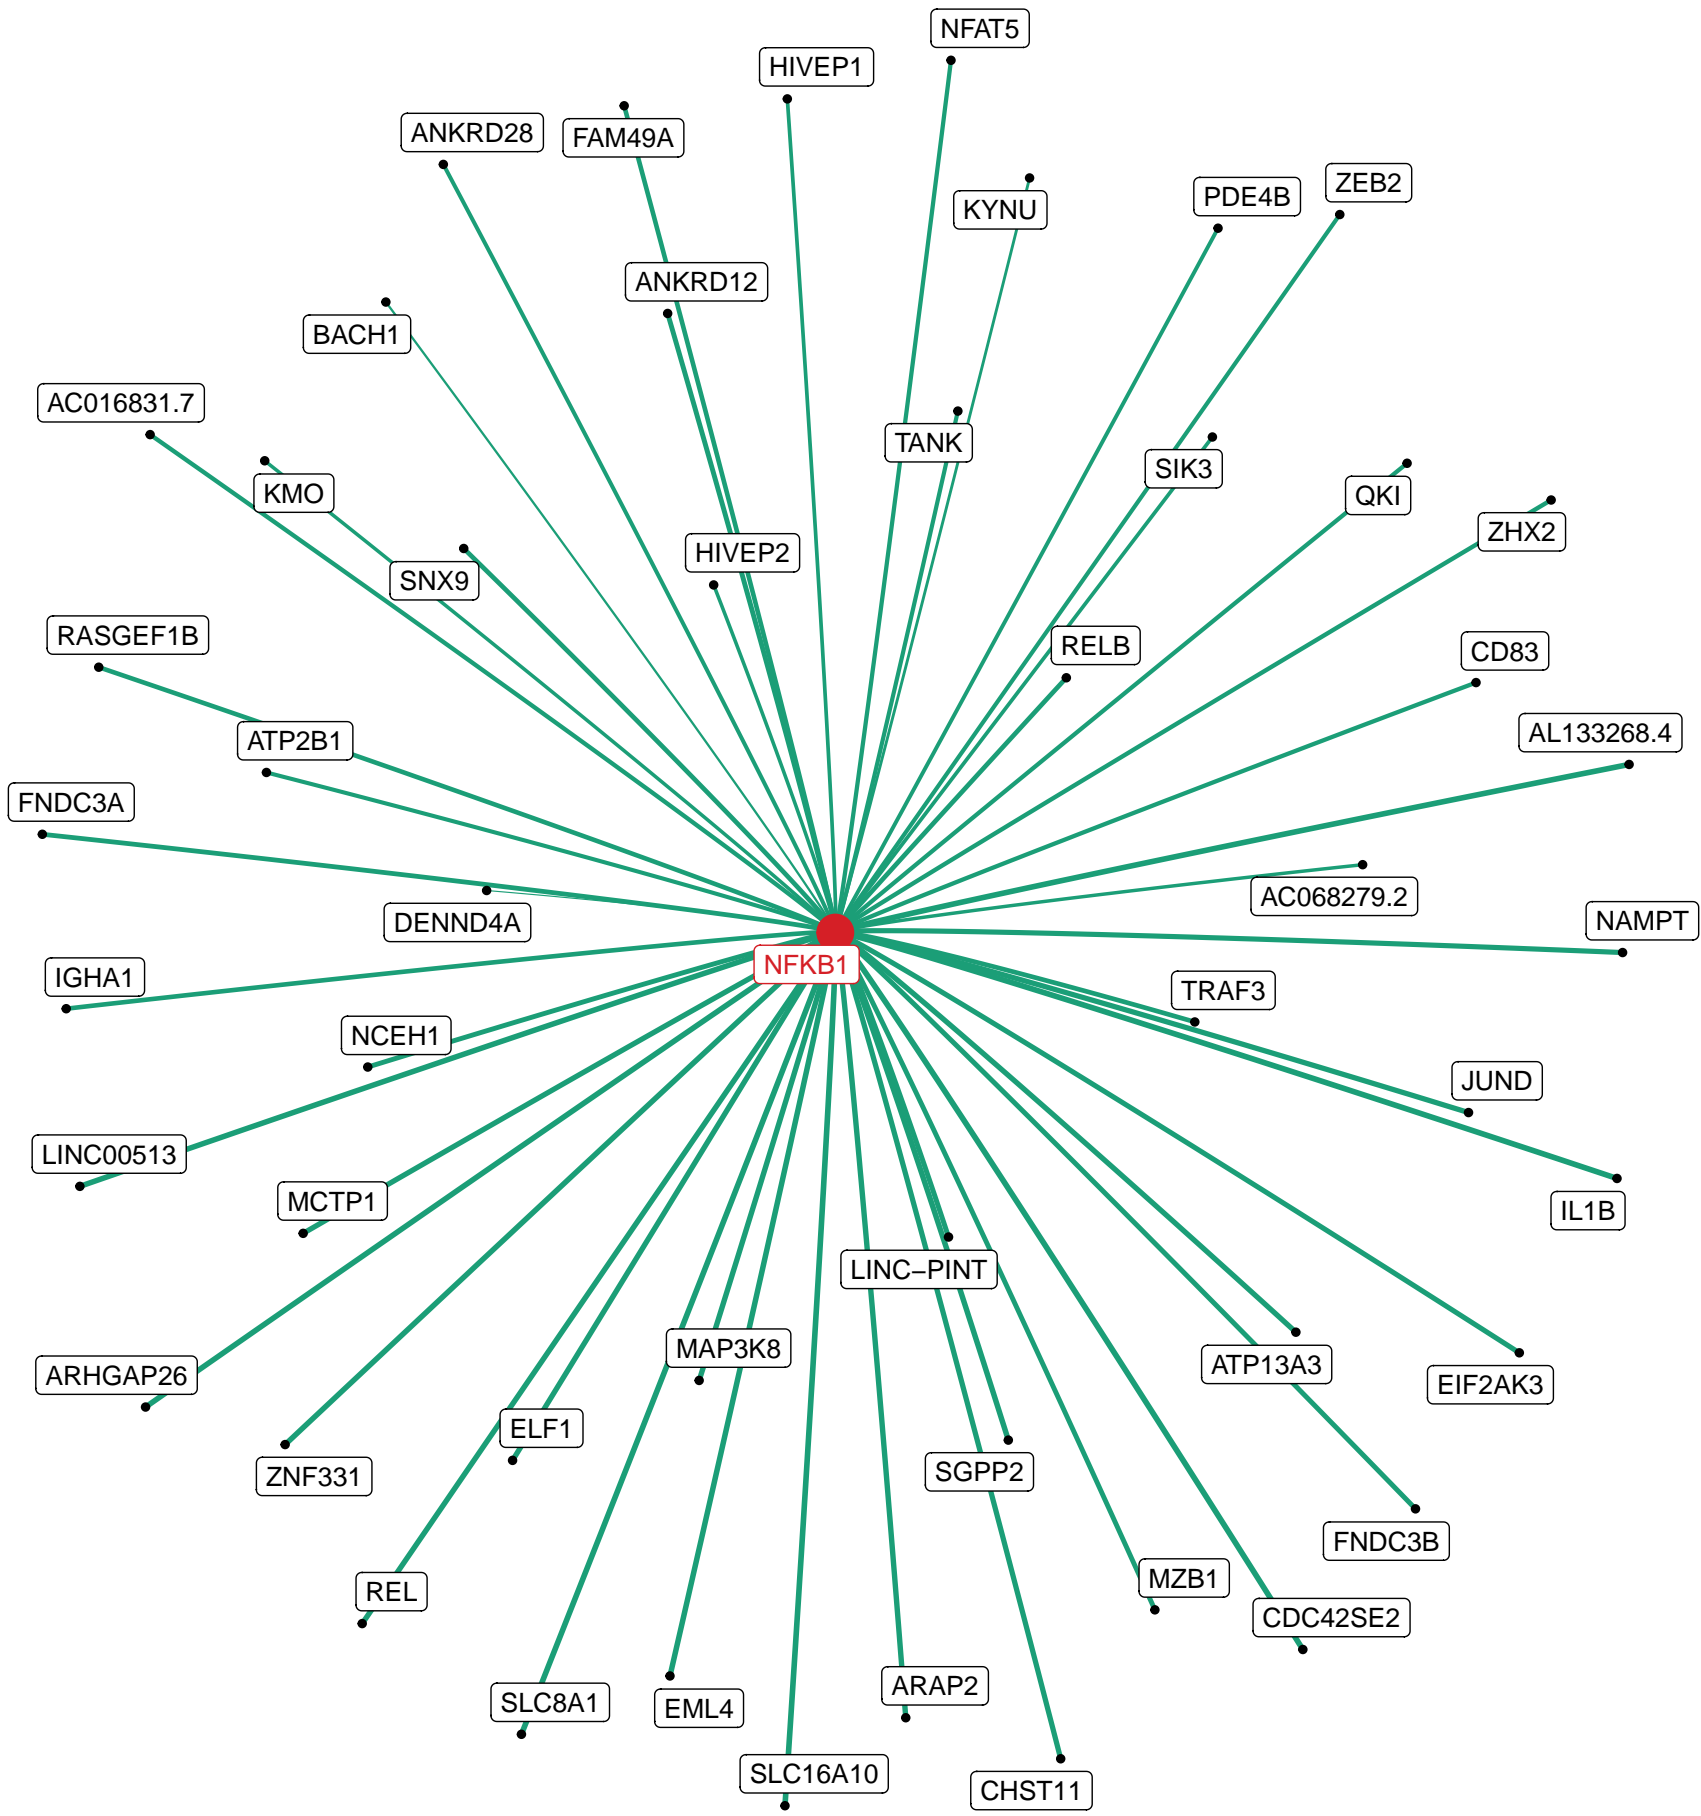 NFAT5
HIVEP1
ANKRD28
FAM49A
ZEB2
PDE4B
KYNU
ANKRD12
BACH1
AC016831.7
TANK
SIK3
KMO
QKI
ZHX2
HIVEP2
SNX9
RASGEF1B
RELB
CD83
AL133268.4
ATP2B1
FNDC3A
AC068279.2
DENND4A
NAMPT
NFKB1
IGHA1
TRAF3
NCEH1
JUND
LINC00513
MCTP1
IL1B
LINC−PINT
MAP3K8
ATP13A3
ARHGAP26
EIF2AK3
ELF1
SGPP2
ZNF331
FNDC3B
MZB1
REL
CDC42SE2
ARAP2
SLC8A1
EML4
SLC16A10
CHST11